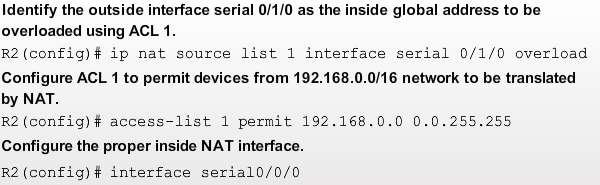 Identify the outside interface serial 0/1/0 as the inside global address to be
overloaded using ACL 1.
R2(config)# ip nat source list 1 interface serial 0/1/0 overload
Configure ACL 1 to permit devices from 192.168.0.0/16 network to be translated
by NAT.
R2(config)# access-list 1 permit 192.168.0.0 0.0.255.255
Configure the proper inside NAT interface.
R2(config)# interface serial0/0/0